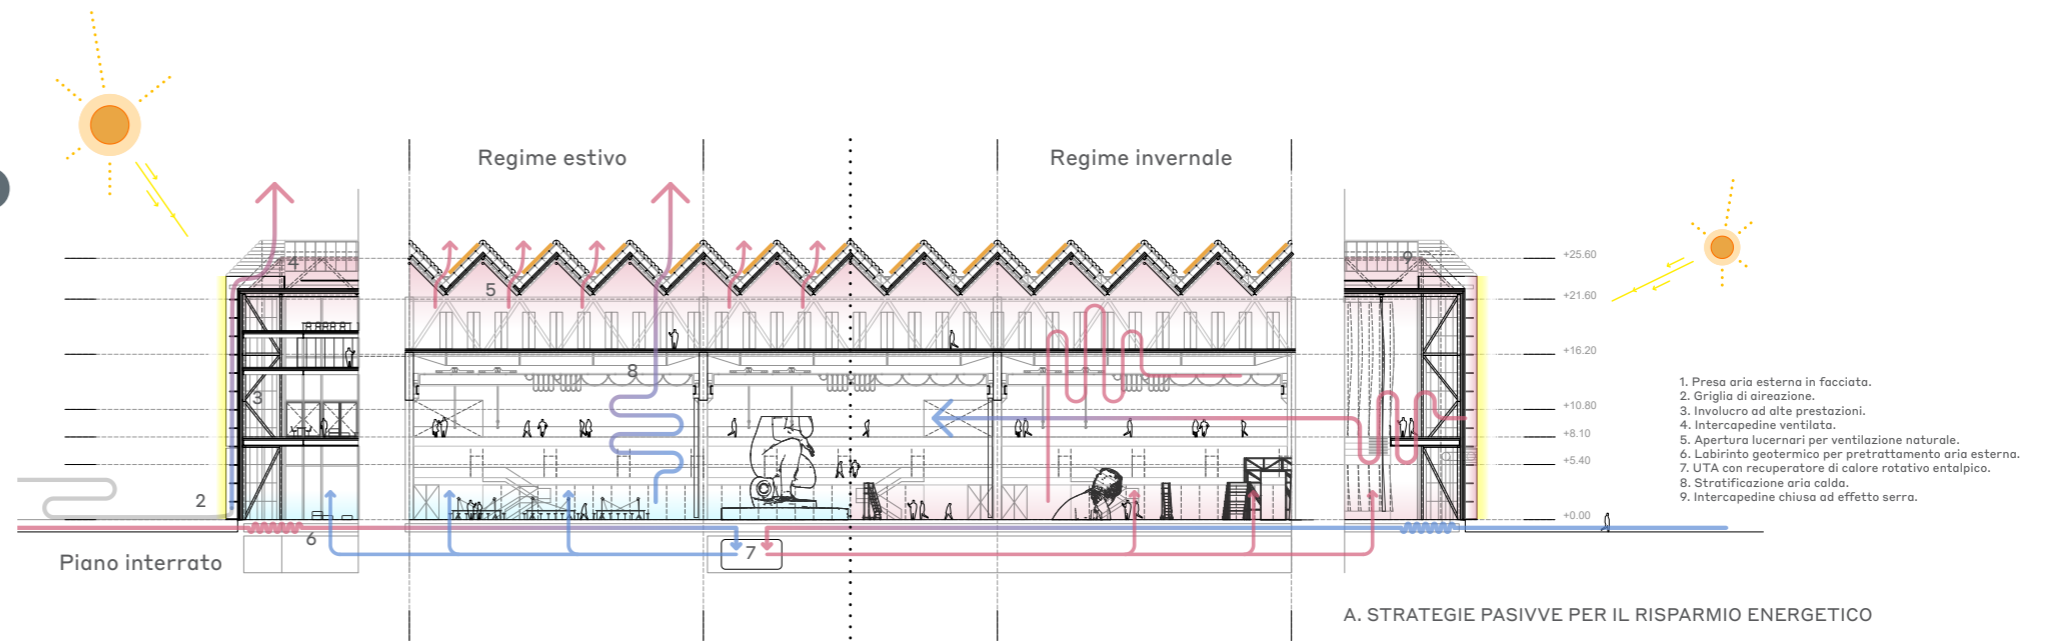 Regime estivo
Regime invernale
4
9
+25.60
5
+21.60
+16.20
8
3
+10.80
+8.10
+5.40
2
+0.00
6
7
Piano interrato
1. Presa aria esterna in facciata.
2. Griglia di aireazione.
3. Involucro ad alte prestazioni.
4. Intercapedine ventilata.
5. Apertura lucernari per ventilazione naturale.
6. Labirinto geotermico per pretrattamento aria esterna.
7. UTA con recuperatore di calore rotativo entalpico.
8. Stratificazione aria calda.
9. Intercapedine chiusa ad effetto serra.
A. STRATEGIE PASIVVE PER IL RISPARMIO ENERGETICO